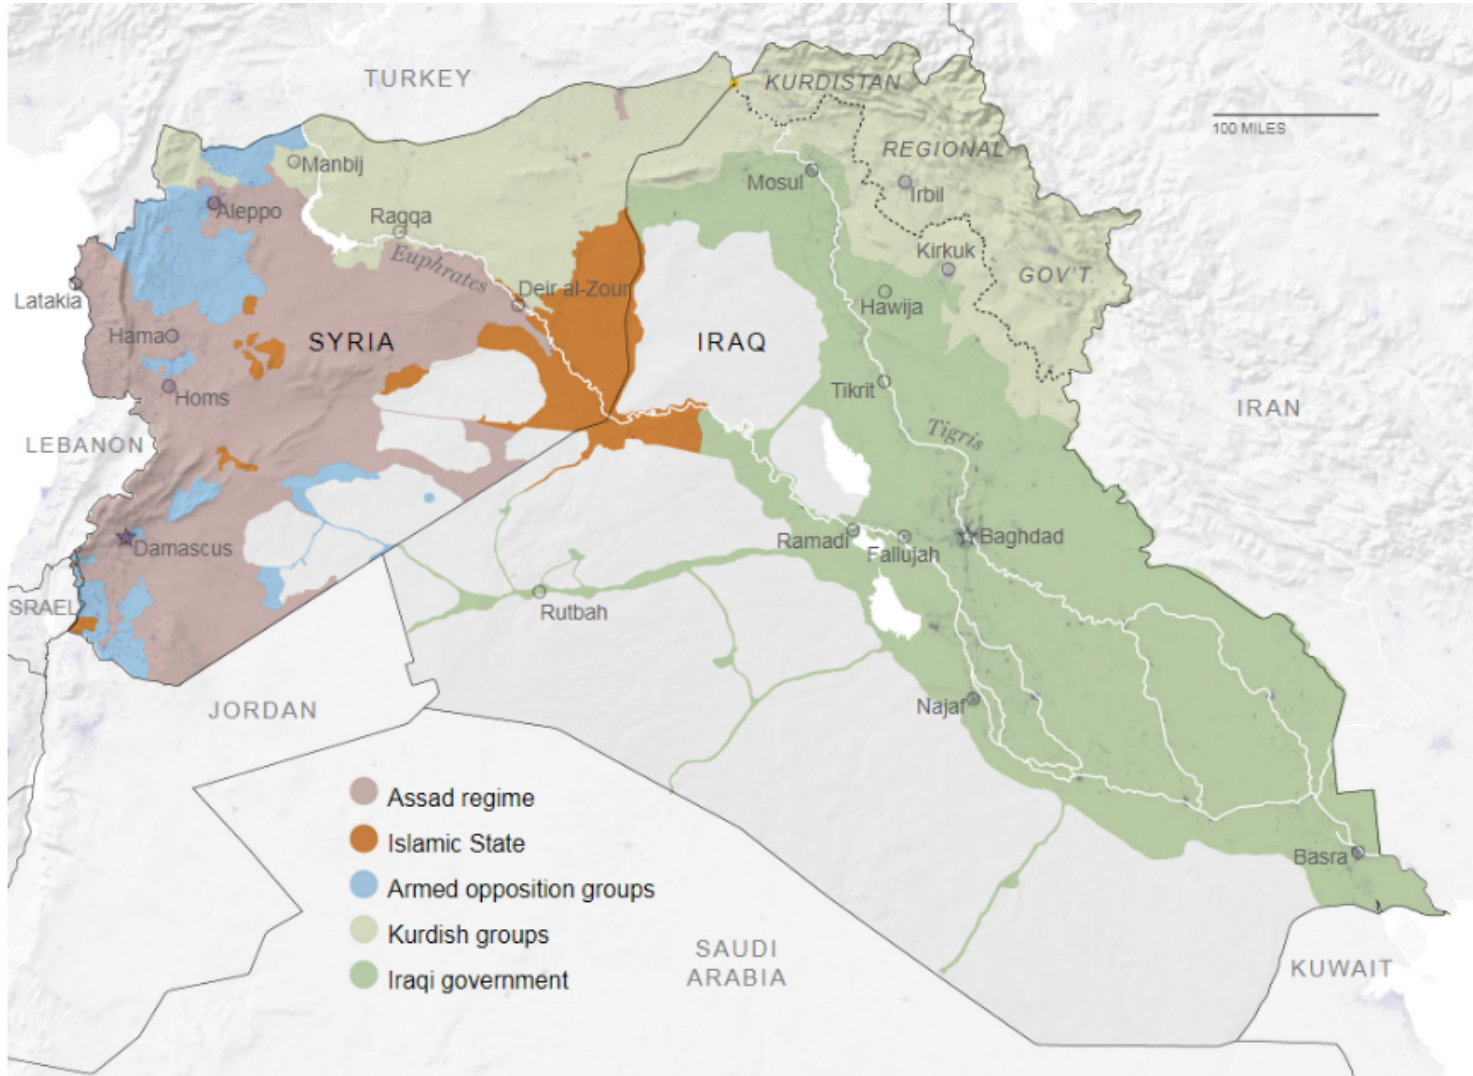 TURKEY
KURDISTAN
100 MILES
REGIONAL
Manbij
Mosul
Irbil
Aleppo
Raqqa
Euphrates
Kirkuk
GOV'T.
Latakia
Deir al-Zour
Hawija
Hama
SYRIA
IRAQ
Homs
Tikrit
IRAN
LEBANON
Tigris
Damascus
Ramadi
Fallujah
Baghdad
SRAEL
Rutbah
JORDAN
Najaf
Assad regime
Islamic State
Armed opposition groups
Kurdish groups
Iraqi government
Basra
SAUDI
ARABIA
KUWAIT